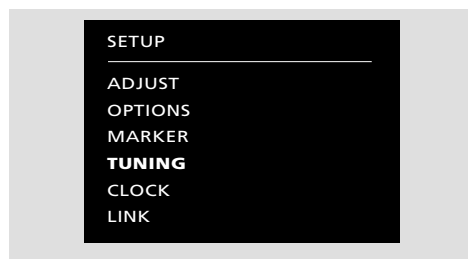 SETUP
ADJUST
OPTIONS
MARKER
TUNING
CLOCK
LINK